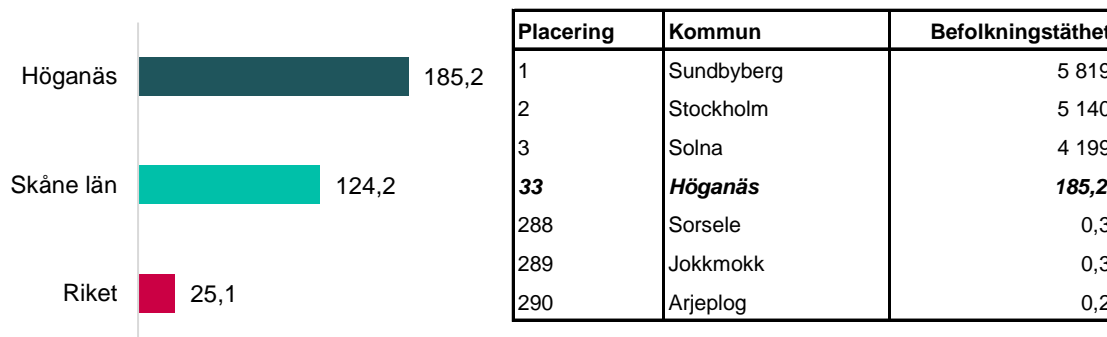 Höganäs 185,2
Skåne län 124,2
Riket 25,1
Placering Kommun Befolkningstäthet
1 Sundbyberg 5 819
2 Stockholm 5 140
3 Solna 4 199
33 Höganäs 185,2
288 Sorsele 0,3
289 Jokkmokk 0,3
290 Arjeplog 0,2